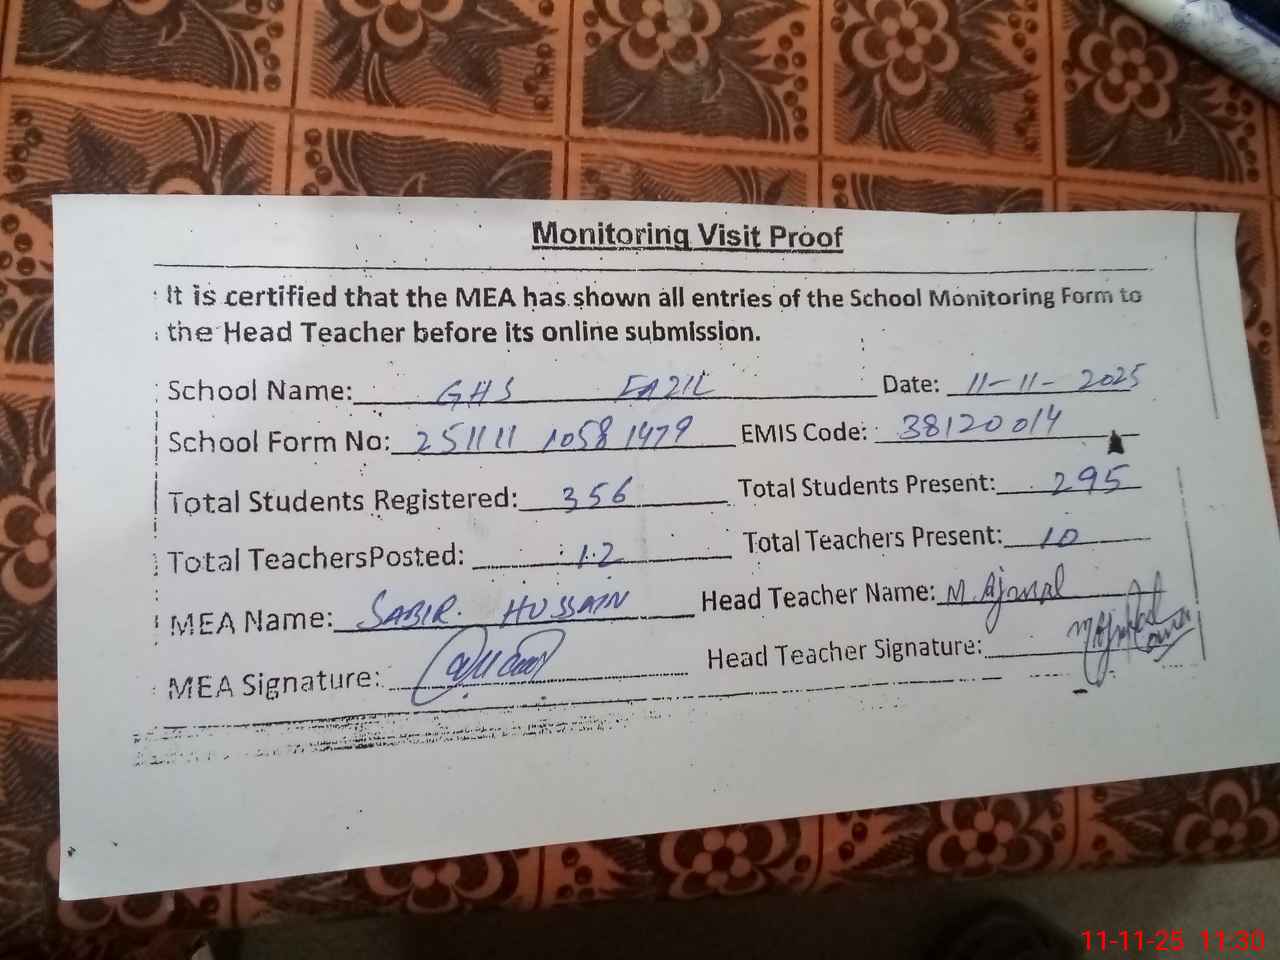 Monitoring Visit Proof
It is certified that the MEA has shown all entries of the School Monitoring Form to
the Head Teacher before its online submission.
School Name: GHS FAZIL Date: 11-11-2025
School Form No: 251111 1058 1479 EMIS Code: 38120014
Total Students Registered: 356 Total Students Present: 295
Total TeachersPosted: 12 Total Teachers Present: 10
MEA Name: SABIR. HUSSAIN Head Teacher Name: M. Ajmal
MEA Signature: Head Teacher Signature:
11-11-25 11:30